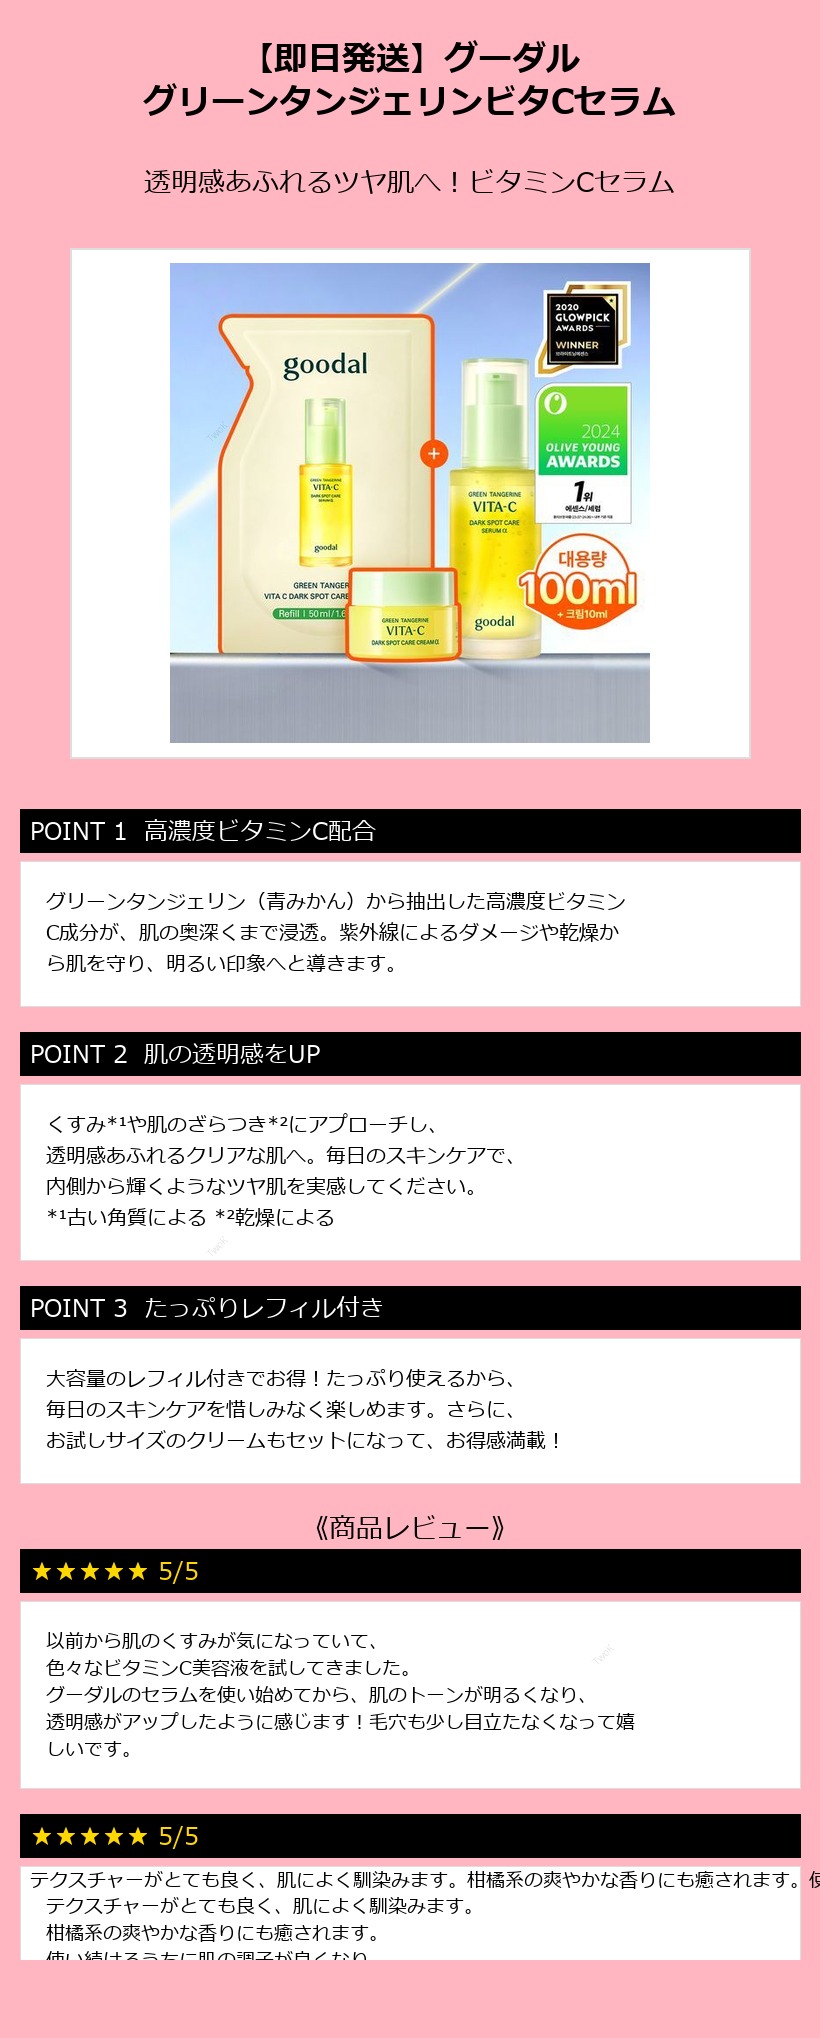 【即日発送】グーダル
グリーンタンジェリンビタCセラム
透明感あふれるツヤ肌へ！ビタミンCセラム
goodal
GREEN TANGERINE
VITA-C
DARK SPOT CARE
SERUM α
goodal
GREEN TANGER
VITA C DARK SPOT CARE
Refill | 50ml/1.6
+
GREEN TANGERINE
VITA-C
DARK SPOT CARE CREAM α
GREEN TANGERINE
VITA-C
DARK SPOT CARE
SERUM α
goodal
2020
GLOWPICK
AWARDS
WINNER
브라이트닝에센스
2024
OLIVE YOUNG
AWARDS
1위
에센스/세럼
대용량
100ml
+ 크림10ml
POINT 1 高濃度ビタミンC配合
グリーンタンジェリン（青みかん）から抽出した高濃度ビタミン
C成分が、肌の奥深くまで浸透。紫外線によるダメージや乾燥か
ら肌を守り、明るい印象へと導きます。
POINT 2 肌の透明感をUP
くすみ*¹や肌のざらつき*²にアプローチし、
透明感あふれるクリアな肌へ。毎日のスキンケアで、
内側から輝くようなツヤ肌を実感してください。
*¹古い角質による *²乾燥による
POINT 3 たっぷりレフィル付き
大容量のレフィル付きでお得！たっぷり使えるから、
毎日のスキンケアを惜しみなく楽しめます。さらに、
お試しサイズのクリームもセットになって、お得感満載！
《商品レビュー》
★★★★★ 5/5
以前から肌のくすみが気になっていて、
色々なビタミンC美容液を試してきました。
グーダルのセラムを使い始めてから、肌のトーンが明るくなり、
透明感がアップしたように感じます！毛穴も少し目立たなくなって嬉
しいです。
★★★★★ 5/5
テクスチャーがとても良く、肌によく馴染みます。柑橘系の爽やかな香りにも癒されます。使
テクスチャーがとても良く、肌によく馴染みます。
柑橘系の爽やかな香りにも癒されます。
使い続けるうちに肌の調子が良くなり、